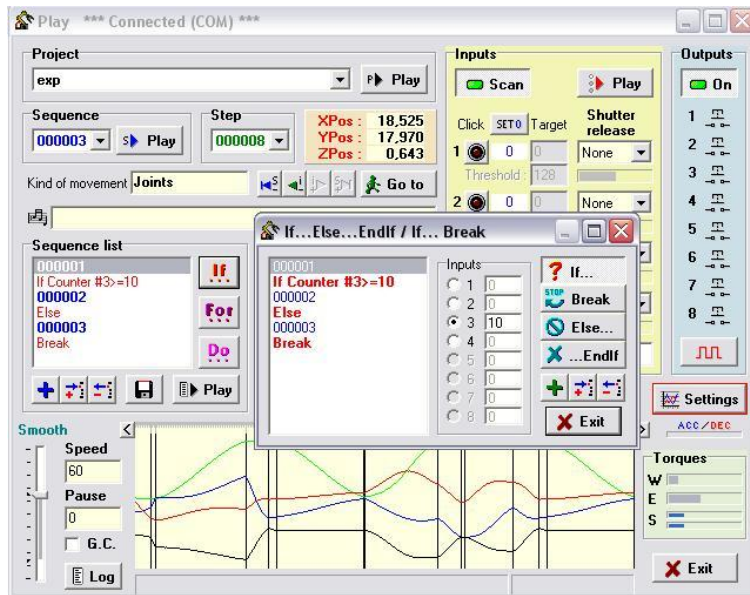 Play *** Connected (COM) ***
Project
exp
P Play
Sequence
000003
S Play
Step
000008
XPos : 18,525
YPos : 17,970
ZPos : 0,643
Kind of movement Joints
S
i
Go to
Inputs
Scan
Play
Click SET0 Target Shutter release
1 0 0 None
Threshold : 128
2 0 0 None
Outputs
On
1
2
3
4
5
6
7
8
Sequence list
000001
If Counter #3>=10
000002
Else
000003
Break
If
For
Do
Play
If...Else...EndIf / If... Break
000001
If Counter #3>=10
000002
Else
000003
Break
Inputs
1 0
2 0
3 10
4 0
5 0
6 0
7 0
8 0
? If...
STOP Break
Else...
...EndIf
Exit
Settings
ACC/DEC
Smooth
Speed
60
Pause
0
G.C.
Log
Torques
W
E
S
Exit